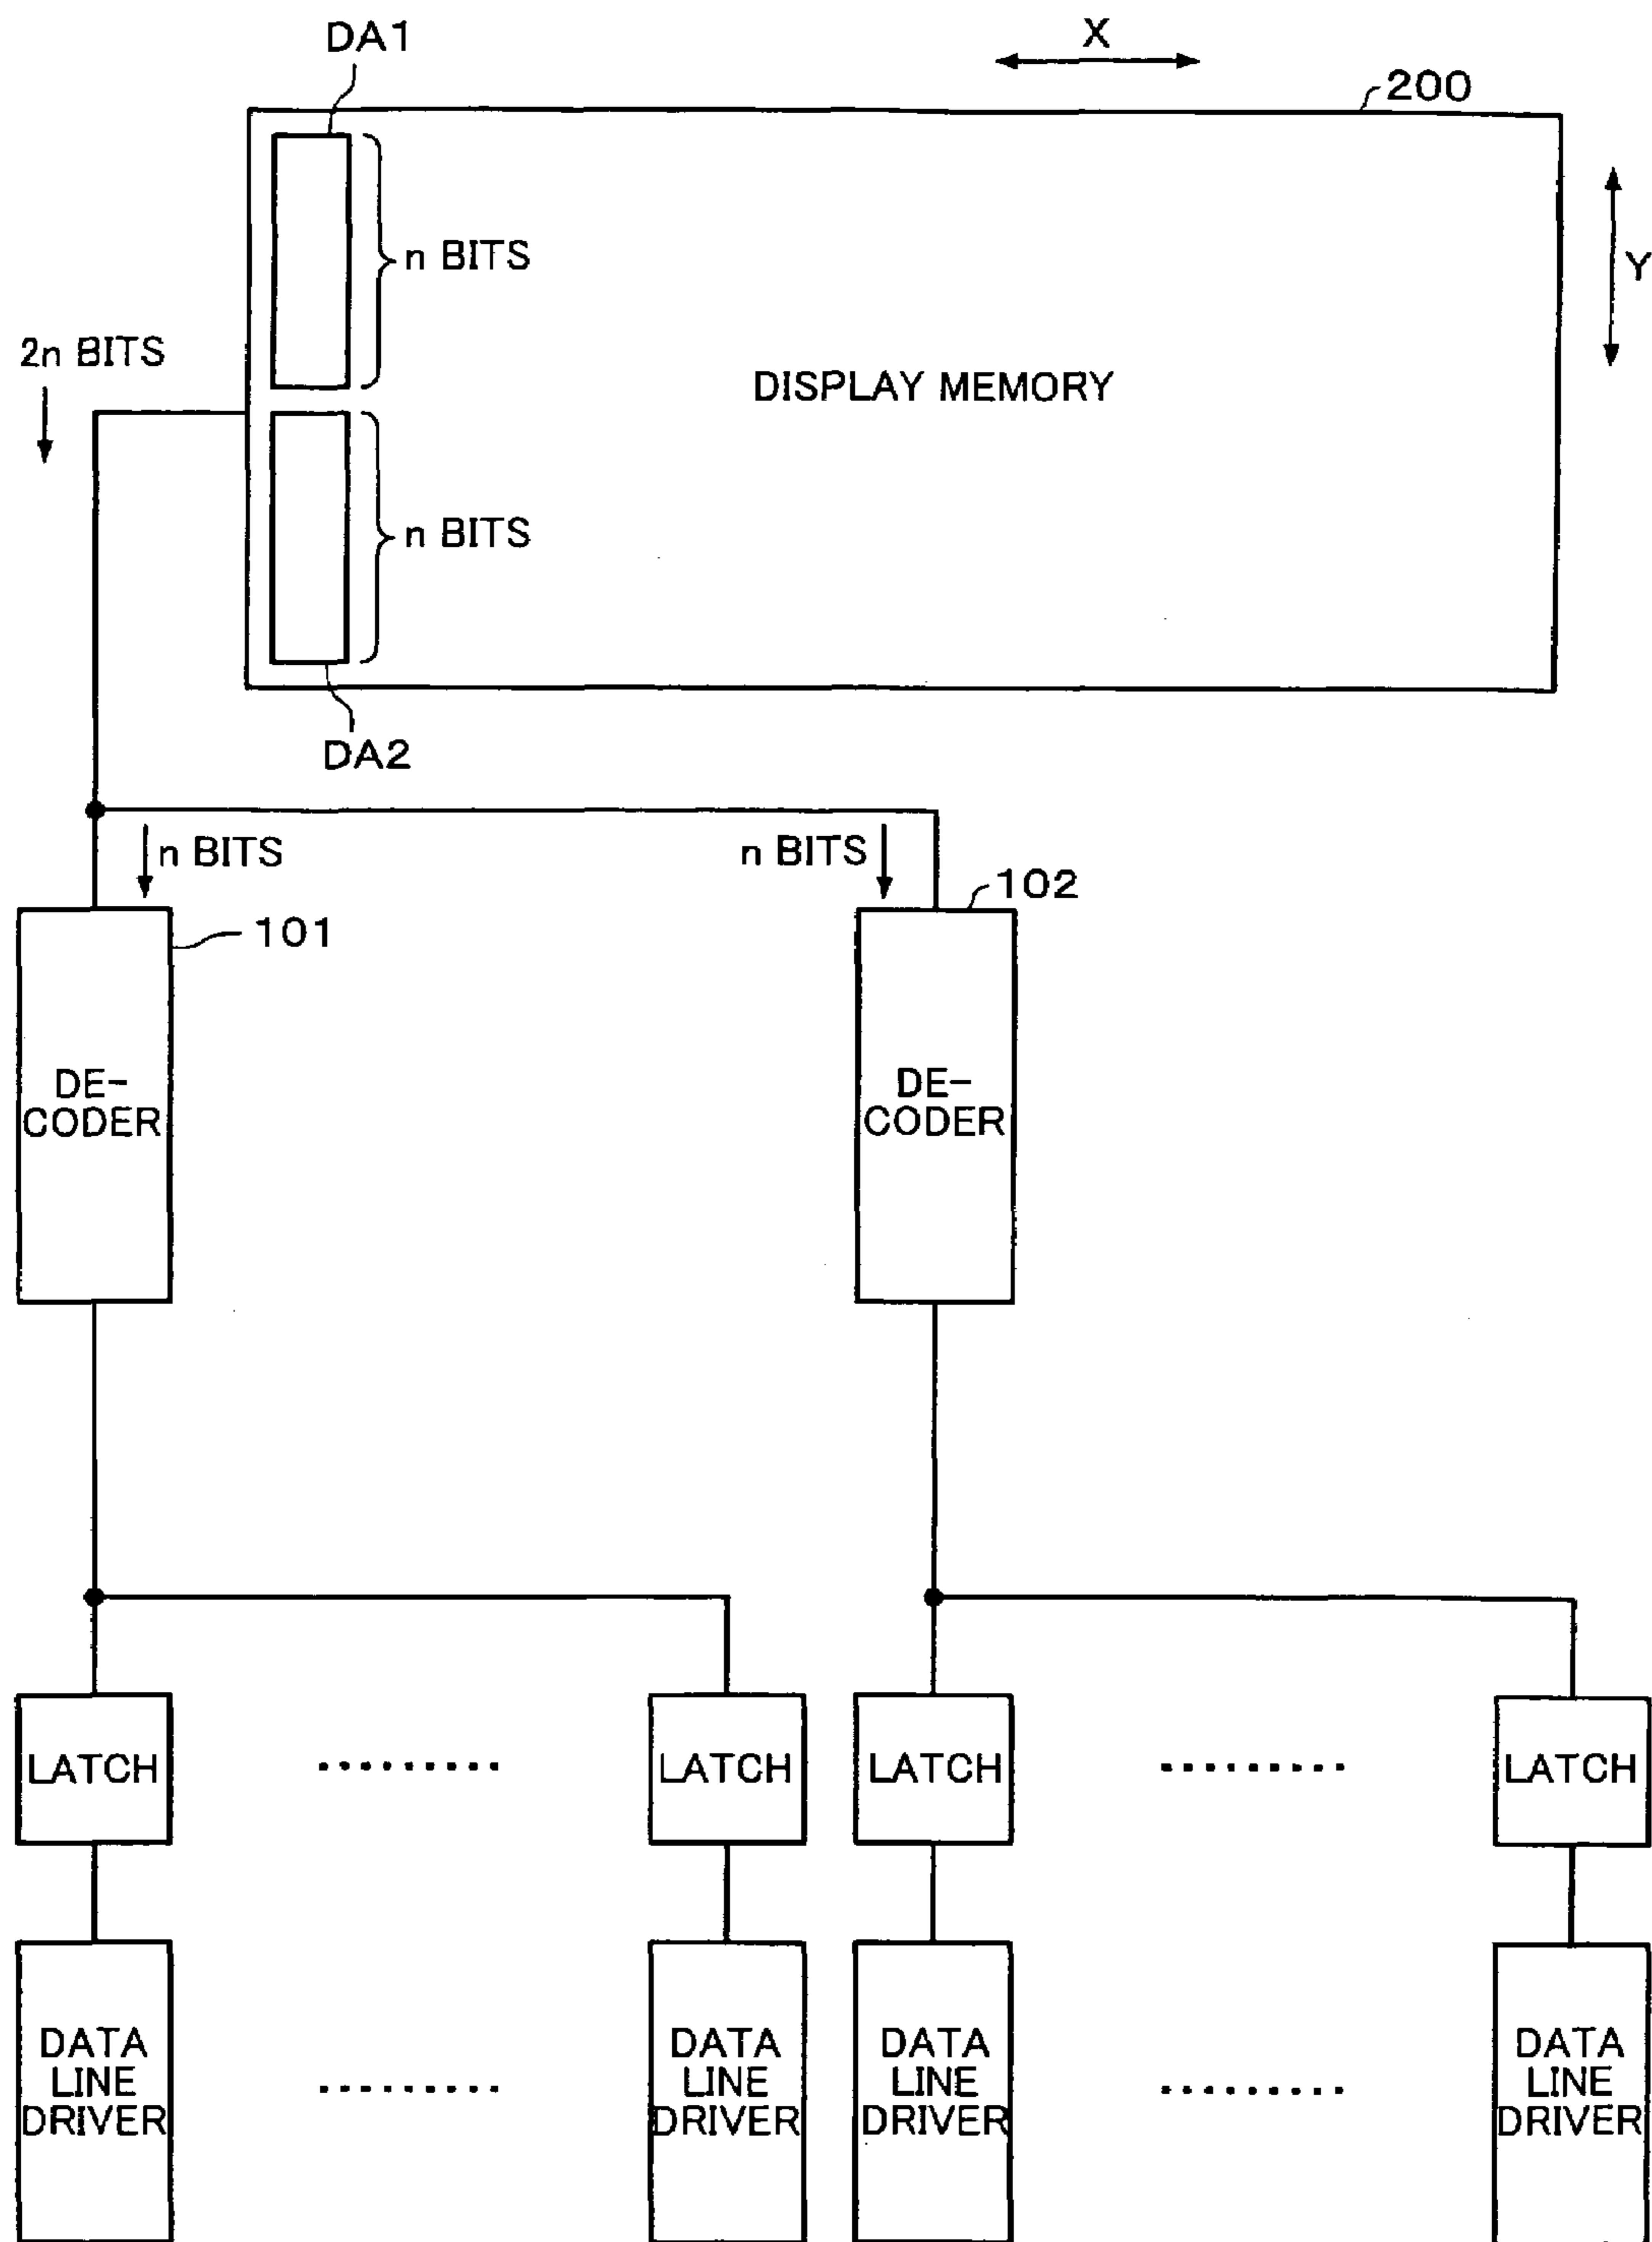 DA1
X
200
n BITS
Y
2n BITS
DISPLAY MEMORY
n BITS
DA2
n BITS
n BITS
101
102
DE-
CODER
DE-
CODER
LATCH
.........
LATCH
LATCH
.........
LATCH
DATA
LINE
DRIVER
.........
DATA
LINE
DRIVER
DATA
LINE
DRIVER
.........
DATA
LINE
DRIVER